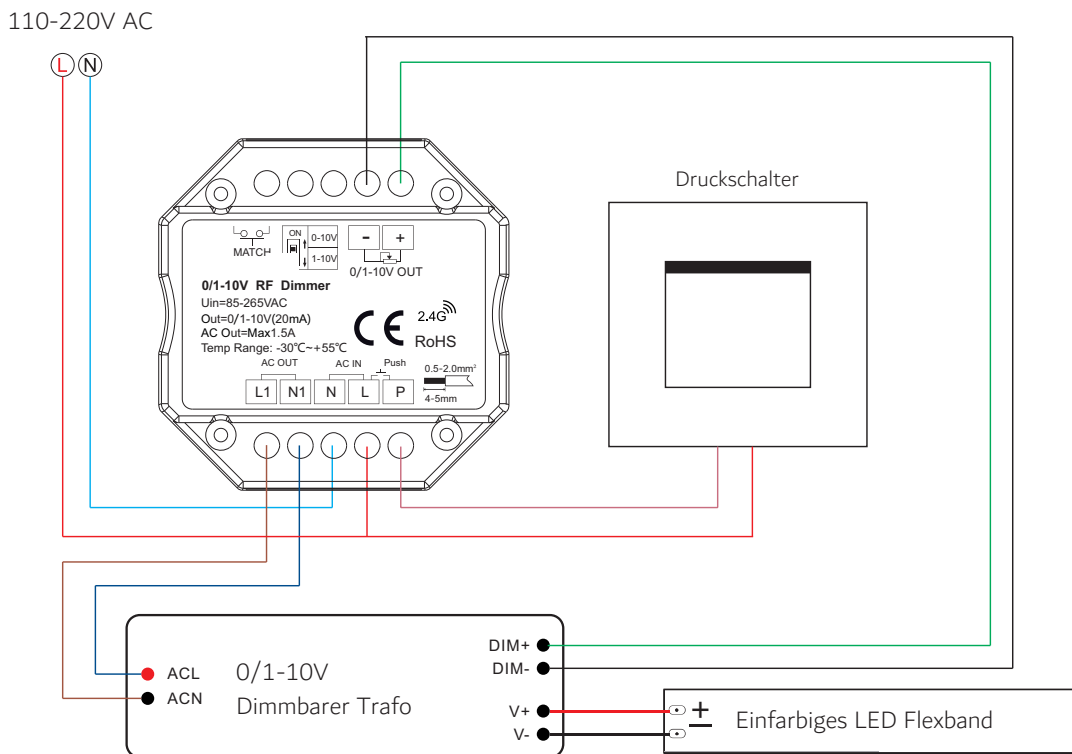 110-220V AC
L N
Druckschalter
MATCH
ON
0-10V
1-10V
- +
0/1-10V OUT
0/1-10V RF Dimmer
Uin=85-265VAC
Out=0/1-10V(20mA)
AC Out=Max1.5A
Temp Range: -30℃~+55℃
CE
2.4G
RoHS
AC OUT AC IN Push
L1 N1 N L P
0.5-2.0mm²
4-5mm
ACL
ACN
0/1-10V
Dimmbarer Trafo
DIM+
DIM-
V+
V-
+
-
Einfarbiges LED Flexband